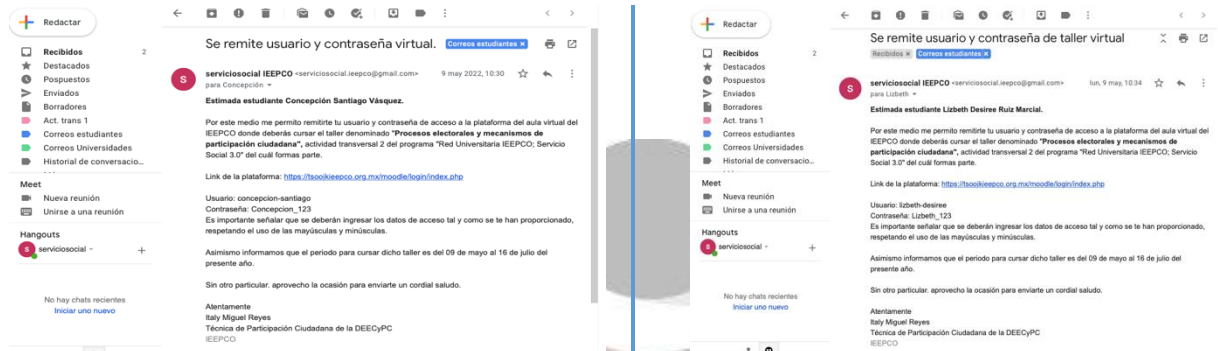 Redactar
Recibidos 2
Destacados
Pospuestos
Enviados
Borradores
Act. trans 1
Correos estudiantes
Correos Universidades
Historial de conversacio...
Meet
Nueva reunión
Unirse a una reunión
Hangouts
S serviciosocial
No hay chats recientes
Iniciar uno nuevo
Se remite usuario y contraseña virtual. Correos estudiantes x
S
serviciosocial IEEPCO <serviciosocial.ieepco@gmail.com> 9 may 2022, 10:30
para Concepción
Estimada estudiante Concepción Santiago Vásquez.
Por este medio me permito remitirte tu usuario y contraseña de acceso a la plataforma del aula virtual del
IEEPCO donde deberás cursar el taller denominado "Procesos electorales y mecanismos de
participación ciudadana", actividad transversal 2 del programa "Red Universitaria IEEPCO; Servicio
Social 3.0" del cuál formas parte.
Link de la plataforma: https://tsoojkieepco.org.mx/moodle/login/index.php
Usuario: concepcion-santiago
Contraseña: Concepcion_123
Es importante señalar que se deberán ingresar los datos de acceso tal y como se te han proporcionado,
respetando el uso de las mayúsculas y minúsculas.
Asimismo informamos que el periodo para cursar dicho taller es del 09 de mayo al 16 de julio del
presente año.
Sin otro particular. aprovecho la ocasión para enviarte un cordial saludo.
Atentamente
Italy Miguel Reyes
Técnica de Participación Ciudadana de la DEECyPC
IEEPCO
Redactar
Recibidos 2
Destacados
Pospuestos
Enviados
Borradores
Act. trans 1
Correos estudiantes
Correos Universidades
Historial de conversacio...
Meet
Nueva reunión
Unirse a una reunión
Hangouts
S serviciosocial
No hay chats recientes
Iniciar uno nuevo
Se remite usuario y contraseña de taller virtual
Recibidos x Correos estudiantes x
S
serviciosocial IEEPCO <serviciosocial.ieepco@gmail.com> lun, 9 may, 10:34
para Lizbeth
Estimada estudiante Lizbeth Desiree Ruiz Marcial.
Por este medio me permito remitirte tu usuario y contraseña de acceso a la plataforma del aula virtual del
IEEPCO donde deberás cursar el taller denominado "Procesos electorales y mecanismos de
participación ciudadana", actividad transversal 2 del programa "Red Universitaria IEEPCO; Servicio
Social 3.0" del cuál formas parte.
Link de la plataforma: https://tsoojkieepco.org.mx/moodle/login/index.php
Usuario: lizbeth-desiree
Contraseña: Lizbeth_123
Es importante señalar que se deberán ingresar los datos de acceso tal y como se te han proporcionado,
respetando el uso de las mayúsculas y minúsculas.
Asimismo informamos que el periodo para cursar dicho taller es del 09 de mayo al 16 de julio del
presente año.
Sin otro particular. aprovecho la ocasión para enviarte un cordial saludo.
Atentamente
Italy Miguel Reyes
Técnica de Participación Ciudadana de la DEECyPC
IEEPCO